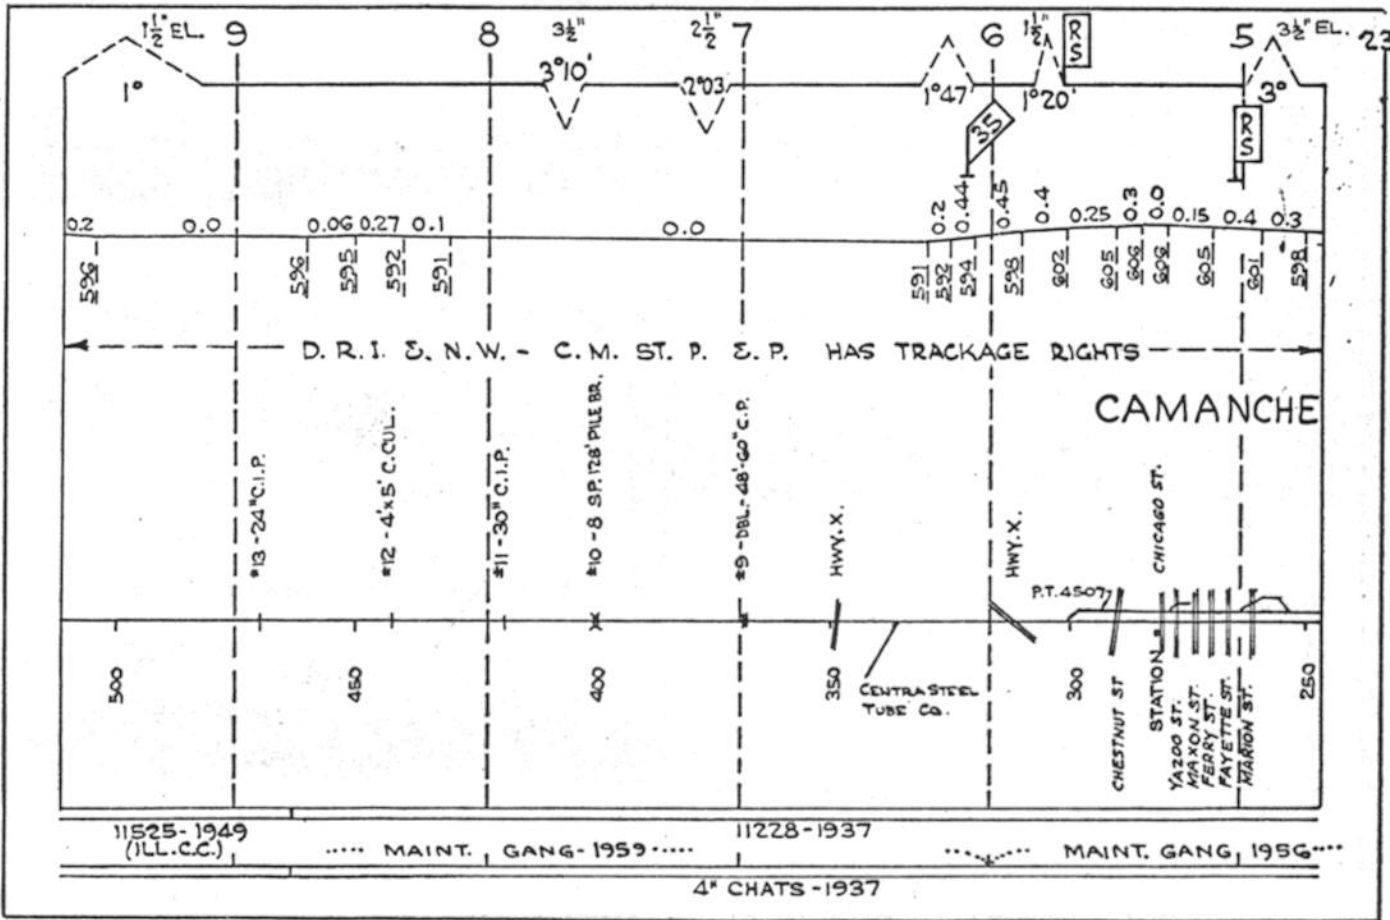 1½" EL. 9 8 3½" 2½" 7 6 1½" R S 5 3½" EL. 23
1° 3°10' 2°03 1°47' 1°20' 3°
35 R S
0.2 0.0 0.06 0.27 0.1 0.0 0.2 0.44 0.45 0.4 0.25 0.3 0.0 0.15 0.4 0.3
596 596 595 592 591 591 592 594 598 602 605 606 606 605 601 598
D. R. I. & N. W. - C. M. ST. P. & P. HAS TRACKAGE RIGHTS
CAMANCHE
#13 - 24" C.I.P.
#12 - 4'x5' C. CUL.
#11 - 30" C.I.P.
#10 - 8 SP. 128' PILE BR.
#9 - DBL. - 48'-60" C.P.
HWY. X.
HWY. X.
CHICAGO ST.
P.T. 4507
500 450 400 350 300 250
CENTRA STEEL
TUBE CO.
CHESTNUT ST
STATION
YAZOO ST.
MAXON ST.
FERRY ST.
FAYETTE ST.
MARION ST.
11525-1949 11228-1937
(ILL.C.C.) ..... MAINT. GANG-1959 ..... MAINT. GANG 1956 ....
4" CHATS -1937